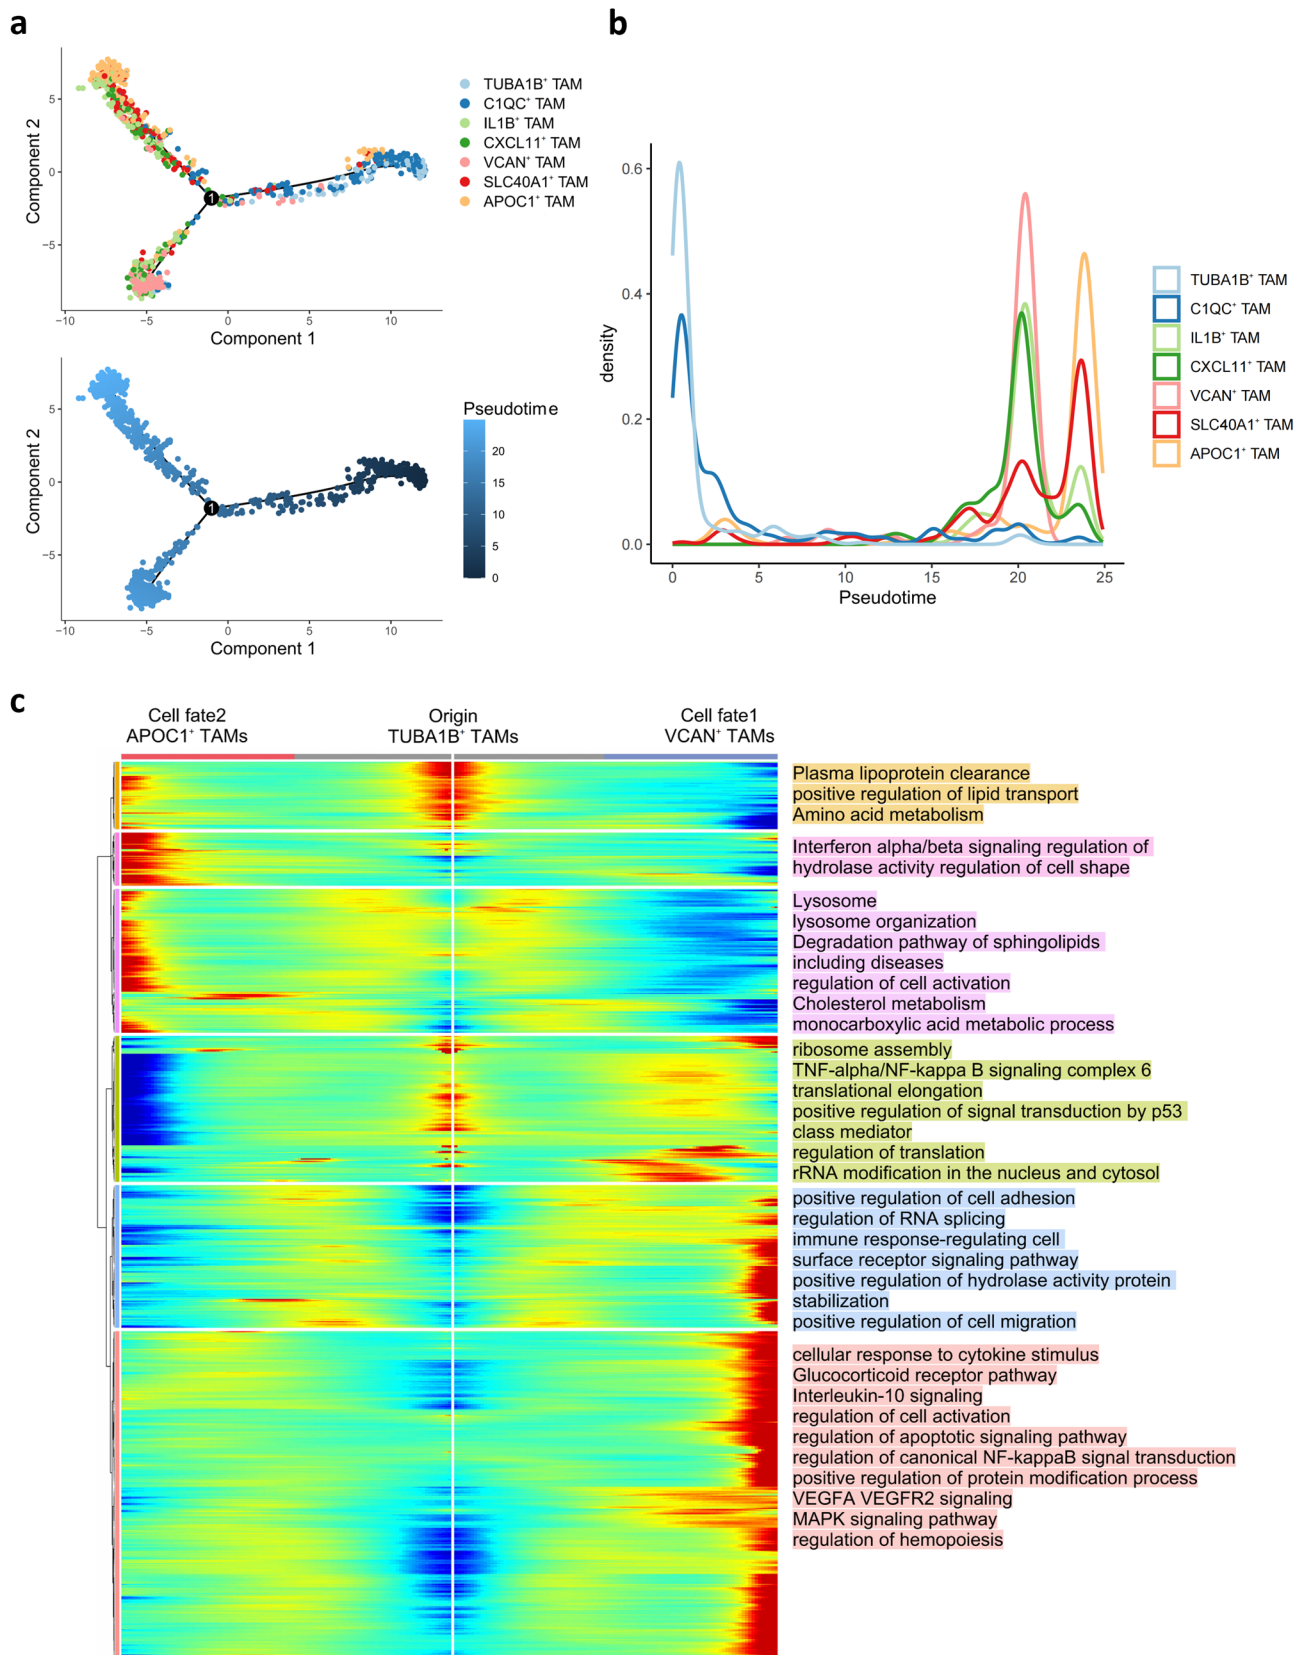 a
5
0
−5
Component 2
−10
−5
0
5
10
Component 1
TUBA1B+ TAM
C1QC+ TAM
IL1B+ TAM
CXCL11+ TAM
VCAN+ TAM
SLC40A1+ TAM
APOC1+ TAM
1
5
0
−5
Component 2
−10
−5
0
5
10
Component 1
1
Pseudotime
20
15
10
5
0
b
0.6
0.4
0.2
0.0
density
0
5
10
15
20
25
Pseudotime
TUBA1B+ TAM
C1QC+ TAM
IL1B+ TAM
CXCL11+ TAM
VCAN+ TAM
SLC40A1+ TAM
APOC1+ TAM
c
Cell fate2
APOC1+ TAMs
Origin
TUBA1B+ TAMs
Cell fate1
VCAN+ TAMs
Plasma lipoprotein clearance
positive regulation of lipid transport
Amino acid metabolism
Interferon alpha/beta signaling regulation of
hydrolase activity regulation of cell shape
Lysosome
lysosome organization
Degradation pathway of sphingolipids
including diseases
regulation of cell activation
Cholesterol metabolism
monocarboxylic acid metabolic process
ribosome assembly
TNF-alpha/NF-kappa B signaling complex 6
translational elongation
positive regulation of signal transduction by p53
class mediator
regulation of translation
rRNA modification in the nucleus and cytosol
positive regulation of cell adhesion
regulation of RNA splicing
immune response-regulating cell
surface receptor signaling pathway
positive regulation of hydrolase activity protein
stabilization
positive regulation of cell migration
cellular response to cytokine stimulus
Glucocorticoid receptor pathway
Interleukin-10 signaling
regulation of cell activation
regulation of apoptotic signaling pathway
regulation of canonical NF-kappaB signal transduction
positive regulation of protein modification process
VEGFA VEGFR2 signaling
MAPK signaling pathway
regulation of hemopoiesis